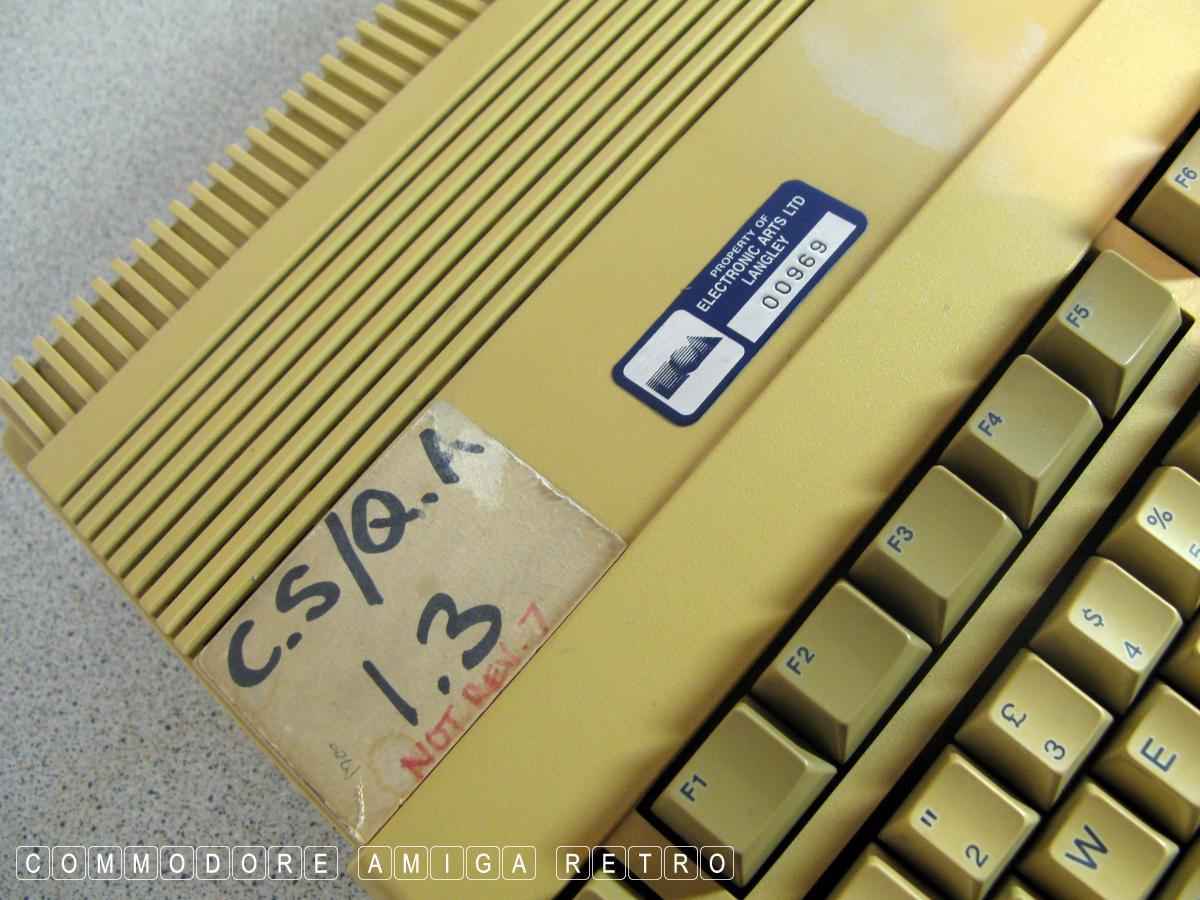 PROPERTY OF
ELECTRONIC ARTS LTD
LANGLEY
00969
EOA
C.S/Q.A
1.3
NOT REV. 7
F6
F5
F4
F3
F2
F1
%
5
$
4
£
3
"
2
E
W
COMMODORE AMIGA RETRO